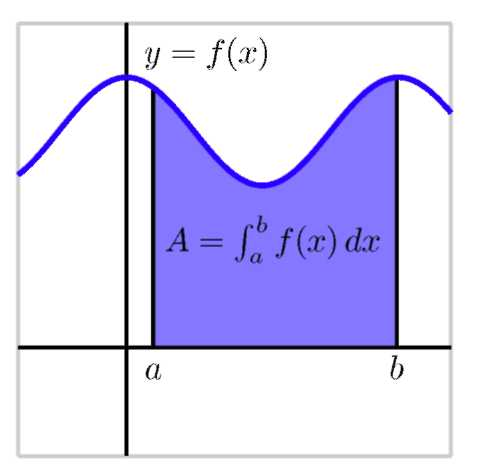 y = f(x)
A = ∫_a^b f(x) dx
a b